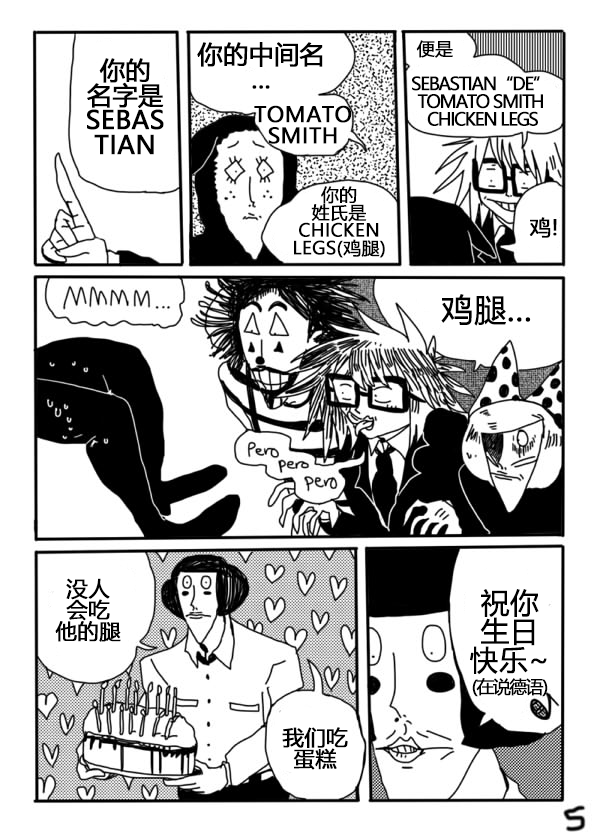 你的
名字是
SEBAS
TIAN
你的中间名
...
TOMATO
SMITH
你的
姓氏是
CHICKEN
LEGS(鸡腿)
便是
SEBASTIAN “DE”
TOMATO SMITH
CHICKEN LEGS
鸡!
MMMM...
鸡腿...
Pero
pero
pero
没人
会吃
他的腿
我们吃
蛋糕
祝你
生日
快乐~
(在说德语)
5